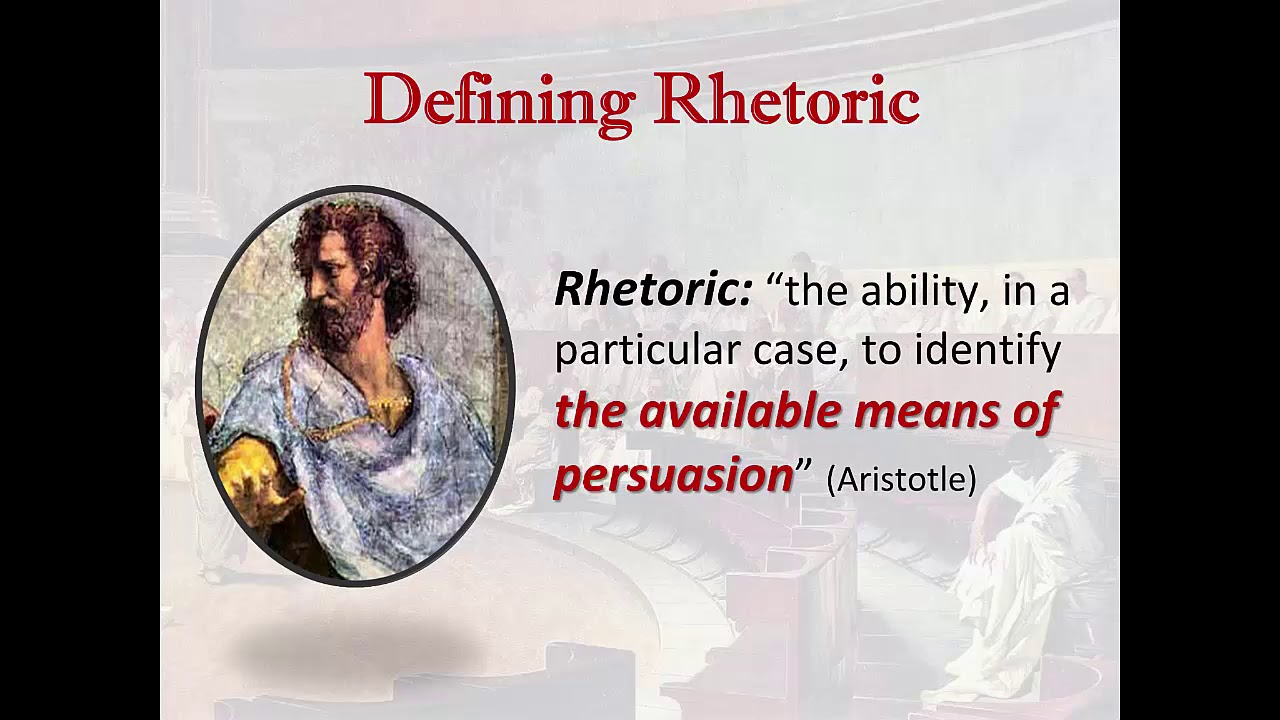 Defining Rhetoric
Rhetoric: “the ability, in a
particular case, to identify
the available means of
persuasion” (Aristotle)